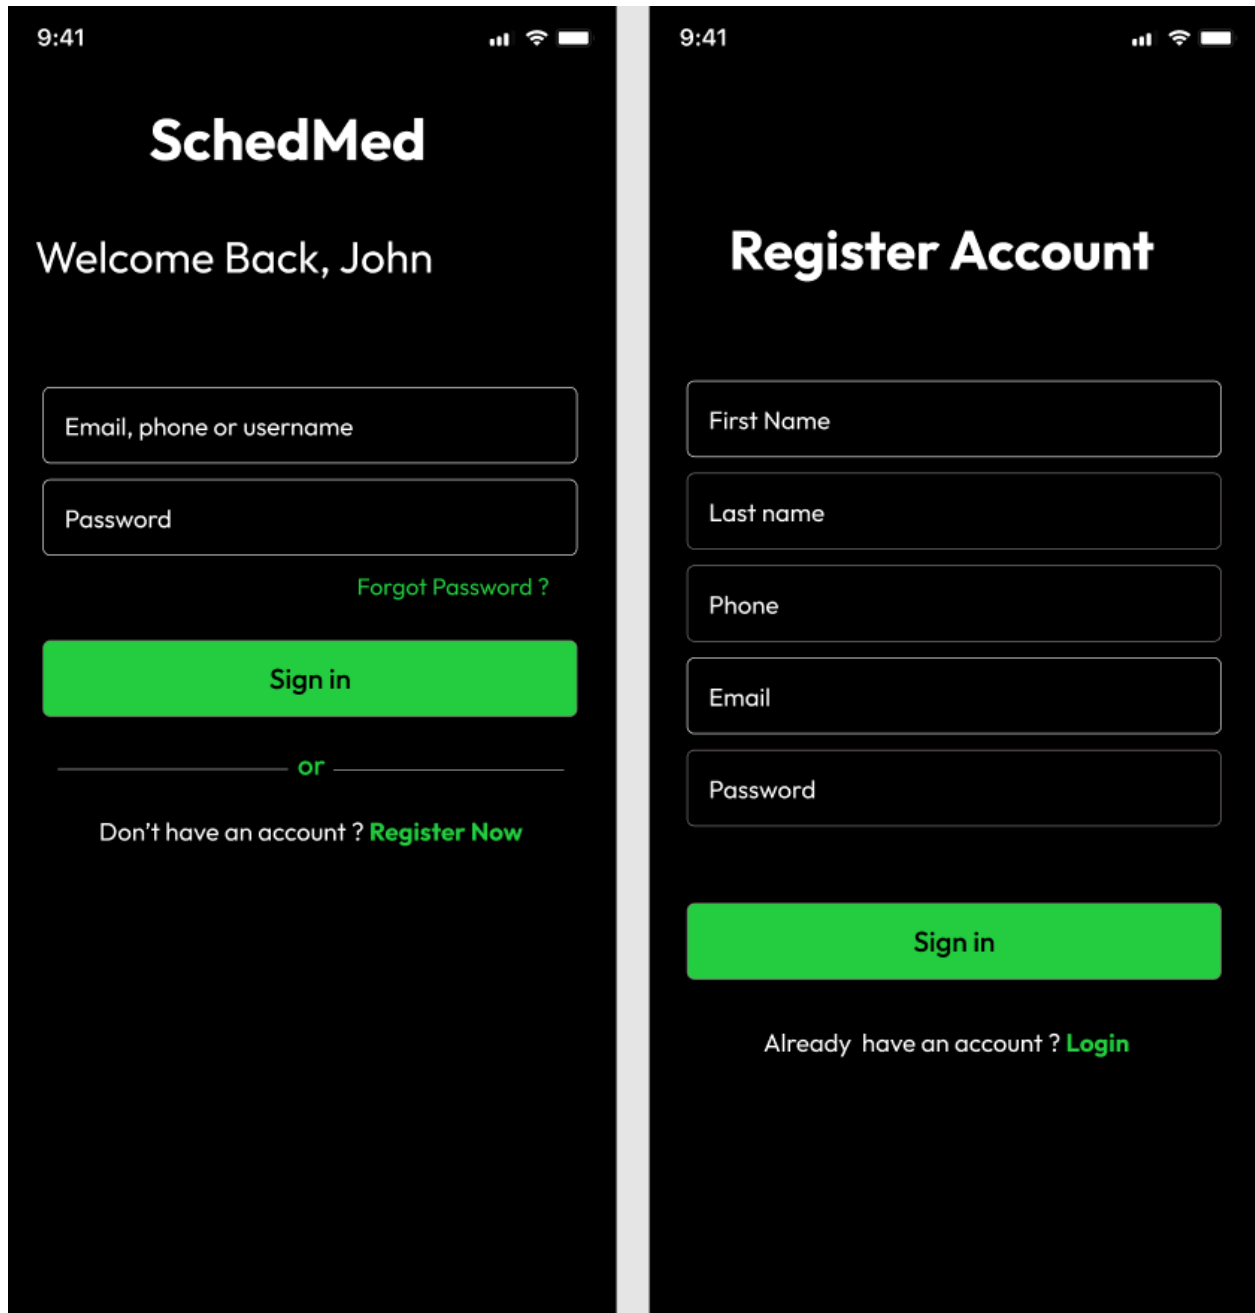 9:41
SchedMed
Welcome Back, John
Email, phone or username
Password
Forgot Password ?
Sign in
or
Don't have an account ? Register Now
9:41
Register Account
First Name
Last name
Phone
Email
Password
Sign in
Already  have an account ? Login